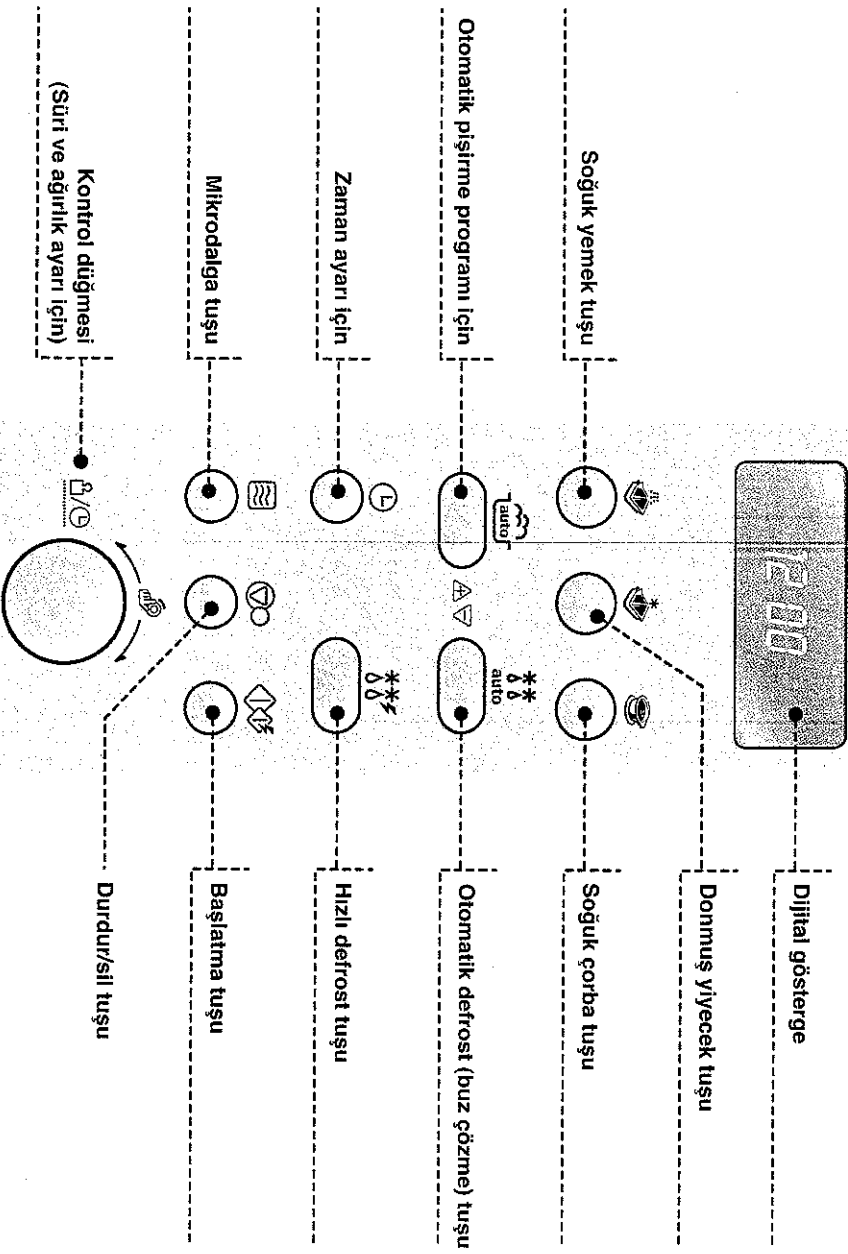 Soğuk yemek tuşu
Otomatik pişirme programı için
Zaman ayarı için
Mikrodalga tuşu
Kontrol düğmesi
(Süri ve ağırlık ayarı için)
12 00
auto
auto
Dijital gösterge
Donmuş yiyecek tuşu
Soğuk çorba tuşu
Otomatik defrost (buz çözme) tuşu
Hızlı defrost tuşu
Başlatma tuşu
Durdur/sil tuşu